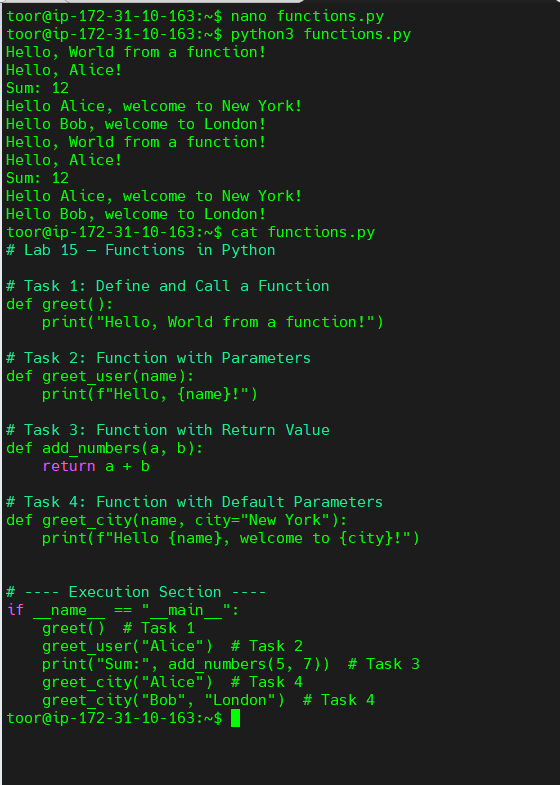 toor@ip-172-31-10-163:~$ nano functions.py
toor@ip-172-31-10-163:~$ python3 functions.py
Hello, World from a function!
Hello, Alice!
Sum: 12
Hello Alice, welcome to New York!
Hello Bob, welcome to London!
Hello, World from a function!
Hello, Alice!
Sum: 12
Hello Alice, welcome to New York!
Hello Bob, welcome to London!
toor@ip-172-31-10-163:~$ cat functions.py
# Lab 15 – Functions in Python

# Task 1: Define and Call a Function
def greet():
    print("Hello, World from a function!")

# Task 2: Function with Parameters
def greet_user(name):
    print(f"Hello, {name}!")

# Task 3: Function with Return Value
def add_numbers(a, b):
    return a + b

# Task 4: Function with Default Parameters
def greet_city(name, city="New York"):
    print(f"Hello {name}, welcome to {city}!")


# ---- Execution Section ----
if __name__ == "__main__":
    greet()  # Task 1
    greet_user("Alice")  # Task 2
    print("Sum:", add_numbers(5, 7))  # Task 3
    greet_city("Alice")  # Task 4
    greet_city("Bob", "London")  # Task 4
toor@ip-172-31-10-163:~$